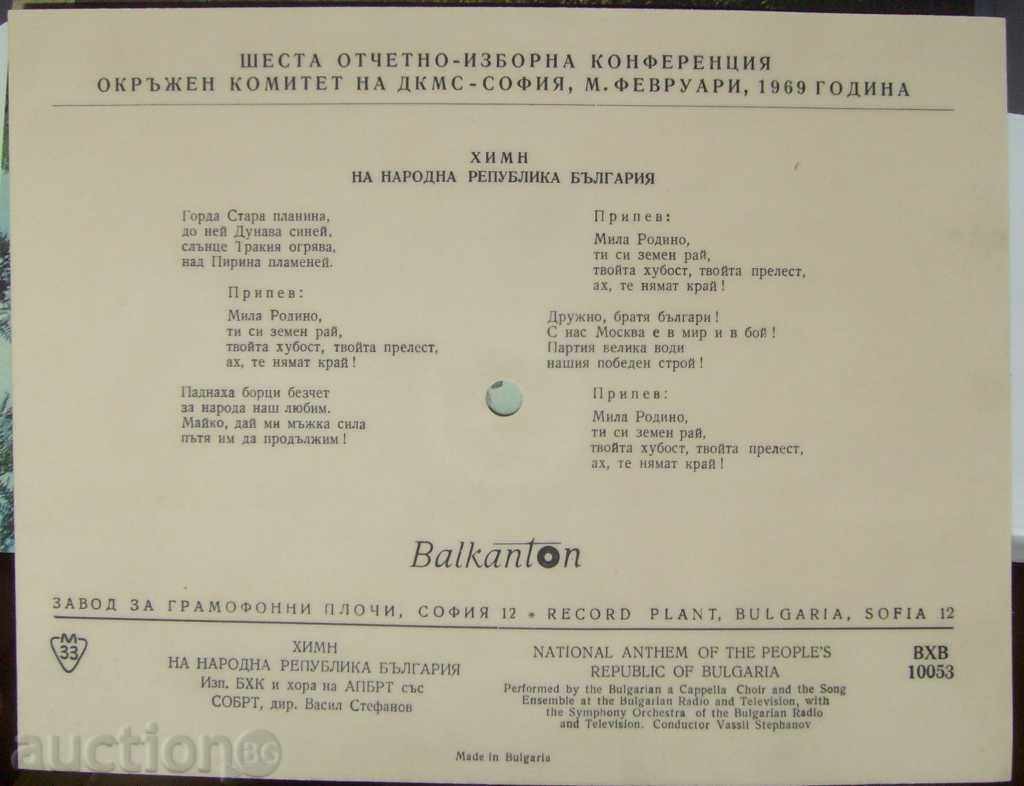 ШЕСТА ОТЧЕТНО-ИЗБОРНА КОНФЕРЕНЦИЯ
ОКРЪЖЕН КОМИТЕТ НА ДКМС-СОФИЯ, М. ФЕВРУАРИ, 1969 ГОДИНА
ХИМН
НА НАРОДНА РЕПУБЛИКА БЪЛГАРИЯ
Горда Стара планина,
до ней Дунава синей,
слънце Тракия огрява,
над Пирина пламеней.
Припев:
Мила Родино,
ти си земен рай,
твойта хубост, твойта прелест,
ах, те нямат край!
Паднаха борци безчет
за народа наш любим.
Майко, дай ми мъжка сила
пътя им да продължим!
Припев:
Мила Родино,
ти си земен рай,
твойта хубост, твойта прелест,
ах, те нямат край!
Дружно, братя българи!
С нас Москва е в мир и в бой!
Партия велика води
нашия победен строй!
Припев:
Мила Родино,
ти си земен рай,
твойта хубост, твойта прелест,
ах, те нямат край!
Balkanton
ЗАВОД ЗА ГРАМОФОННИ ПЛОЧИ, СОФИЯ 12 * RECORD PLANT, BULGARIA, SOFIA 12
М
33
ХИМН
НА НАРОДНА РЕПУБЛИКА БЪЛГАРИЯ
Изп. БХК и хора на АПБРТ със
СОБРТ, дир. Васил Стефанов
NATIONAL ANTHEM OF THE PEOPLE'S
REPUBLIC OF BULGARIA
Performed by the Bulgarian a Cappella Choir and the Song
Ensemble at the Bulgarian Radio and Television, with
the Symphony Orchestra of the Bulgarian Radio
and Television. Conductor Vassil Stephanov
ВХВ
10053
Made in Bulgaria
auction BG